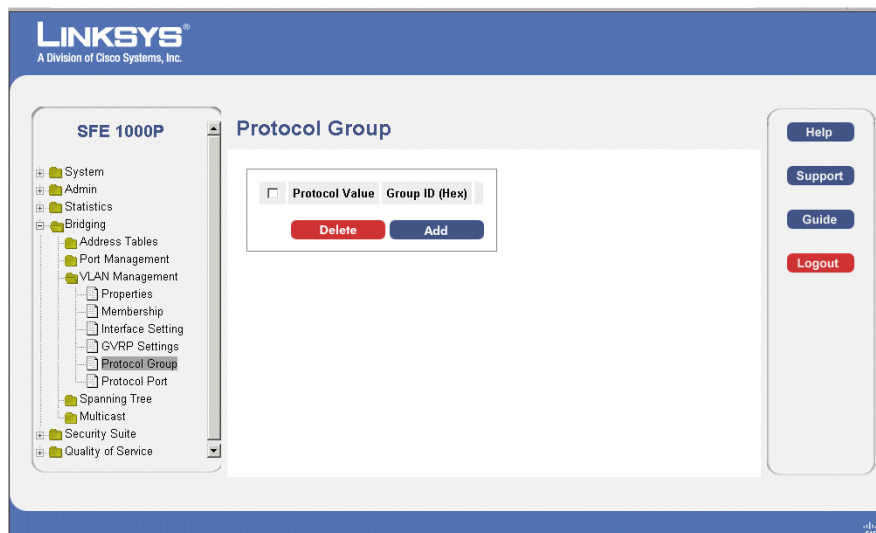 LINKSYS®
A Division of Cisco Systems, Inc.
SFE 1000P
System
Admin
Statistics
Bridging
Address Tables
Port Management
VLAN Management
Properties
Membership
Interface Setting
GVRP Settings
Protocol Group
Protocol Port
Spanning Tree
Multicast
Security Suite
Quality of Service
Protocol Group
Protocol Value Group ID (Hex)
Delete Add
Help
Support
Guide
Logout